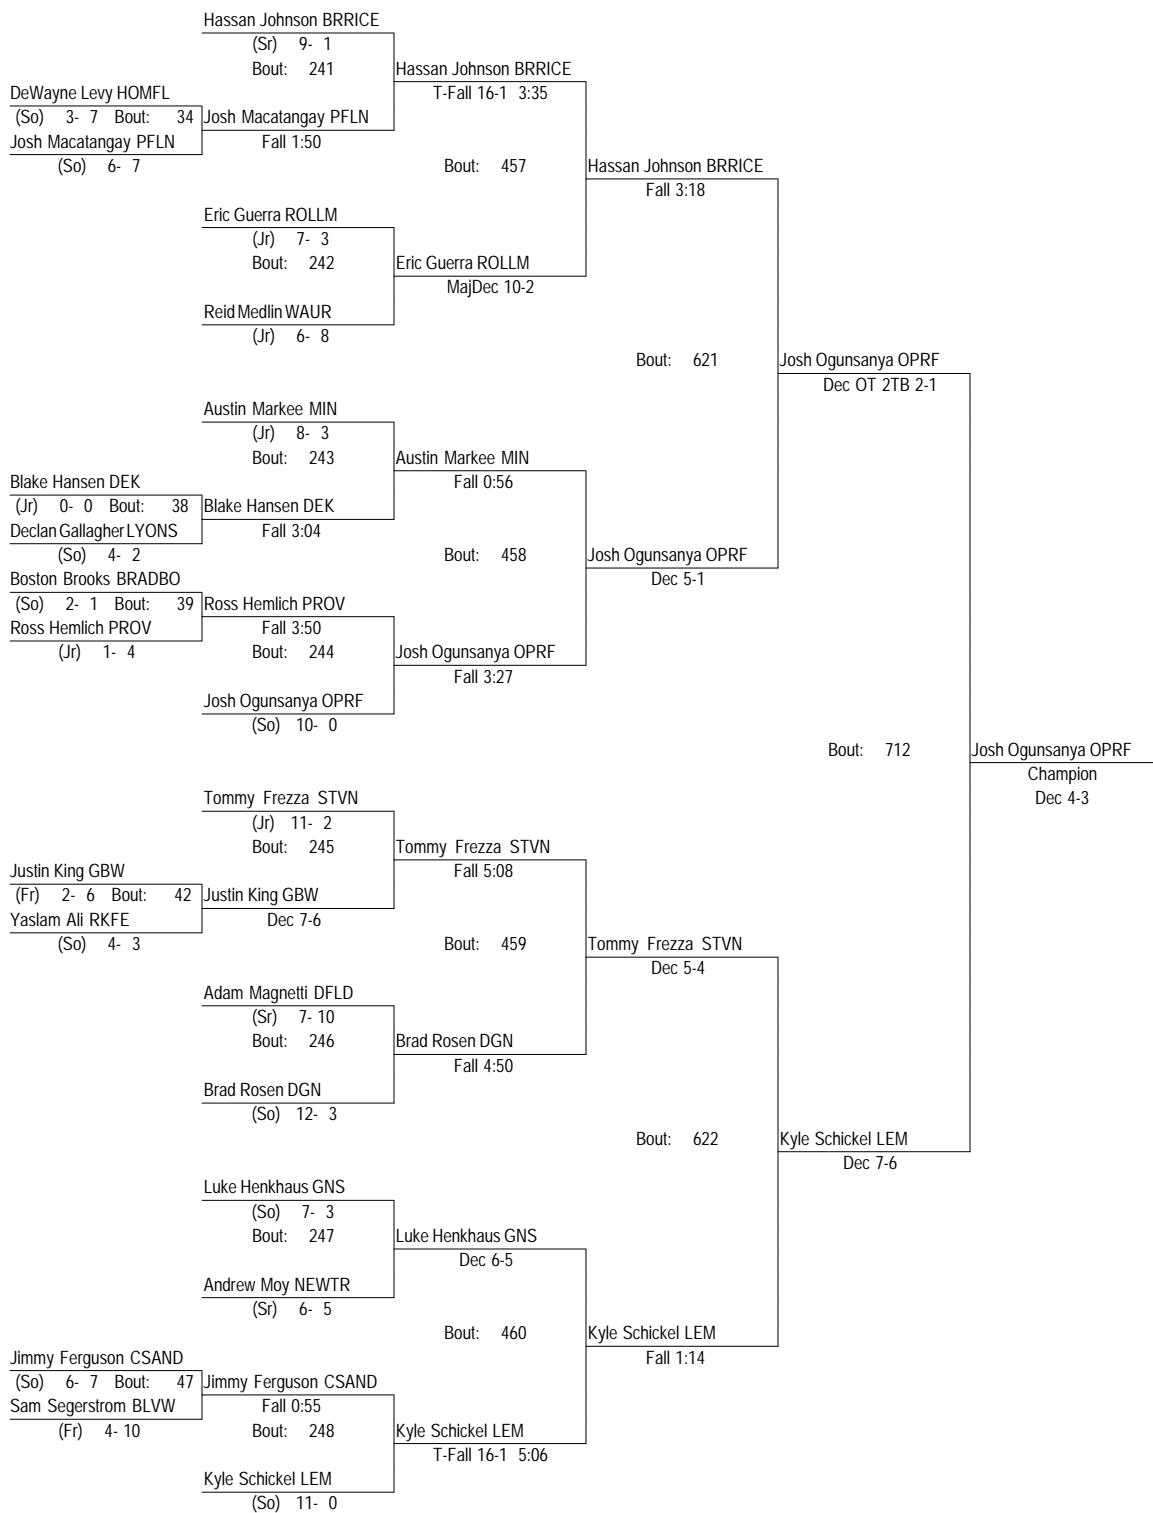 Hassan Johnson BRRICE
(Sr) 9- 1
Bout: 241
Hassan Johnson BRRICE
T-Fall 16-1 3:35
DeWayne Levy HOMFL
(So) 3- 7 Bout: 34
Josh Macatangay PFLN
Fall 1:50
Josh Macatangay PFLN
(So) 6- 7
Bout: 457
Hassan Johnson BRRICE
Fall 3:18
Eric Guerra ROLLM
(Jr) 7- 3
Bout: 242
Eric Guerra ROLLM
MajDec 10-2
Reid Medlin WAUR
(Jr) 6- 8
Bout: 621
Josh Ogunsanya OPRF
Dec OT 2TB 2-1
Austin Markee MIN
(Jr) 8- 3
Bout: 243
Austin Markee MIN
Fall 0:56
Blake Hansen DEK
(Jr) 0- 0 Bout: 38
Blake Hansen DEK
Fall 3:04
Declan Gallagher LYONS
(So) 4- 2
Bout: 458
Josh Ogunsanya OPRF
Dec 5-1
Boston Brooks BRADBO
(So) 2- 1 Bout: 39
Ross Hemlich PROV
Fall 3:50
Ross Hemlich PROV
(Jr) 1- 4
Bout: 244
Josh Ogunsanya OPRF
Fall 3:27
Josh Ogunsanya OPRF
(So) 10- 0
Bout: 712
Josh Ogunsanya OPRF
Champion
Dec 4-3
Tommy Frezza STVN
(Jr) 11- 2
Bout: 245
Tommy Frezza STVN
Fall 5:08
Justin King GBW
(Fr) 2- 6 Bout: 42
Justin King GBW
Dec 7-6
Yaslam Ali RKFE
(So) 4- 3
Bout: 459
Tommy Frezza STVN
Dec 5-4
Adam Magnetti DFLD
(Sr) 7- 10
Bout: 246
Brad Rosen DGN
Fall 4:50
Brad Rosen DGN
(So) 12- 3
Bout: 622
Kyle Schickel LEM
Dec 7-6
Luke Henkhaus GNS
(So) 7- 3
Bout: 247
Luke Henkhaus GNS
Dec 6-5
Andrew Moy NEWTR
(Sr) 6- 5
Bout: 460
Kyle Schickel LEM
Fall 1:14
Jimmy Ferguson CSAND
(So) 6- 7 Bout: 47
Jimmy Ferguson CSAND
Fall 0:55
Sam Segerstrom BLVW
(Fr) 4- 10
Bout: 248
Kyle Schickel LEM
T-Fall 16-1 5:06
Kyle Schickel LEM
(So) 11- 0